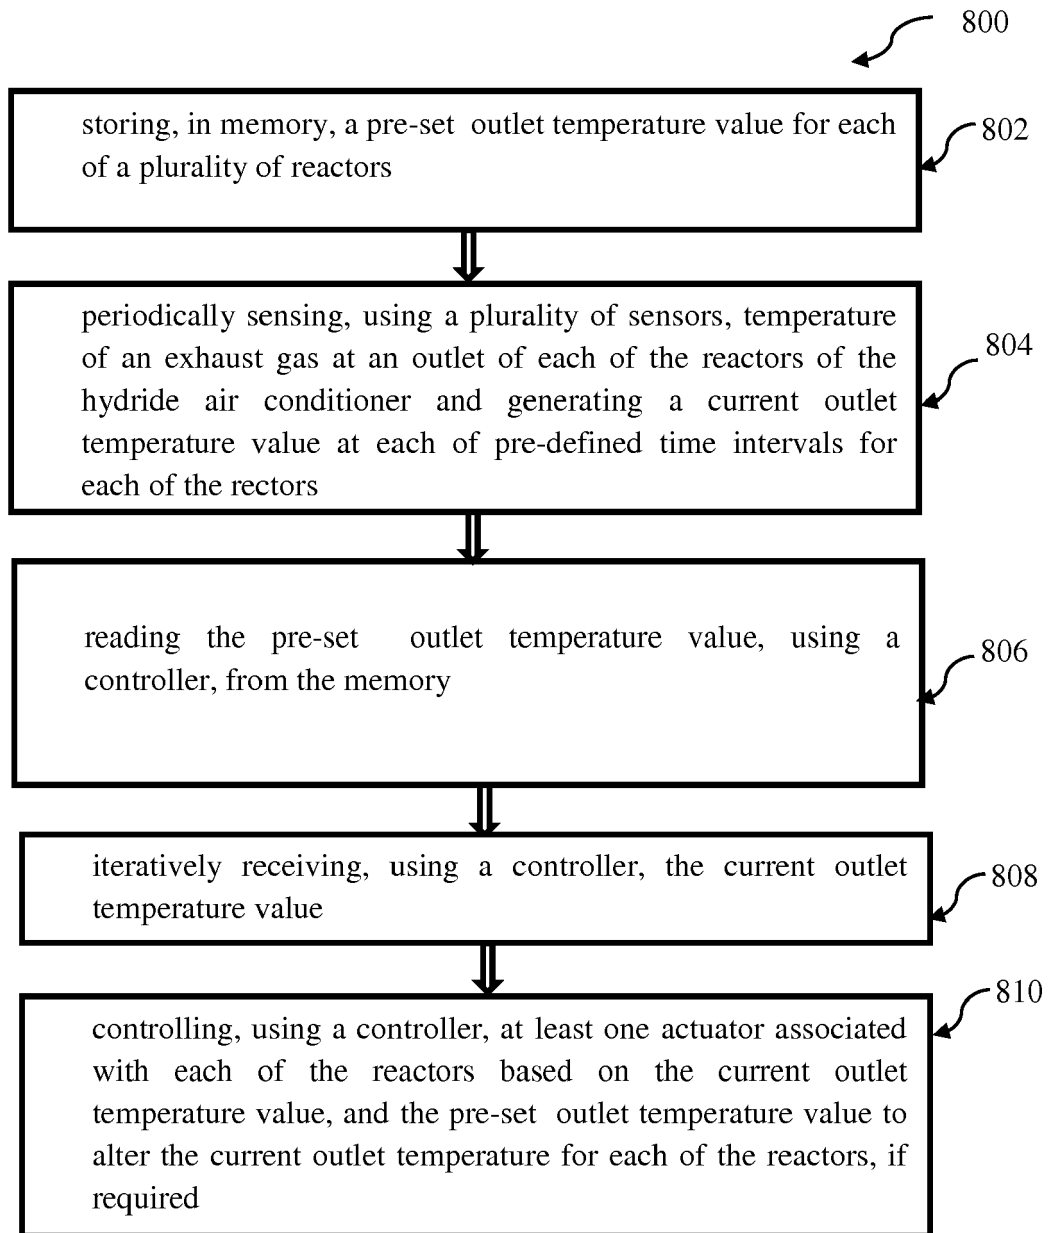 800
storing, in memory, a pre-set outlet temperature value for each
of a plurality of reactors
802
periodically sensing, using a plurality of sensors, temperature
of an exhaust gas at an outlet of each of the reactors of the
hydride air conditioner and generating a current outlet
temperature value at each of pre-defined time intervals for
each of the rectors
804
reading the pre-set outlet temperature value, using a
controller, from the memory
806
iteratively receiving, using a controller, the current outlet
temperature value
808
controlling, using a controller, at least one actuator associated
with each of the reactors based on the current outlet
temperature value, and the pre-set outlet temperature value to
alter the current outlet temperature for each of the reactors, if
required
810